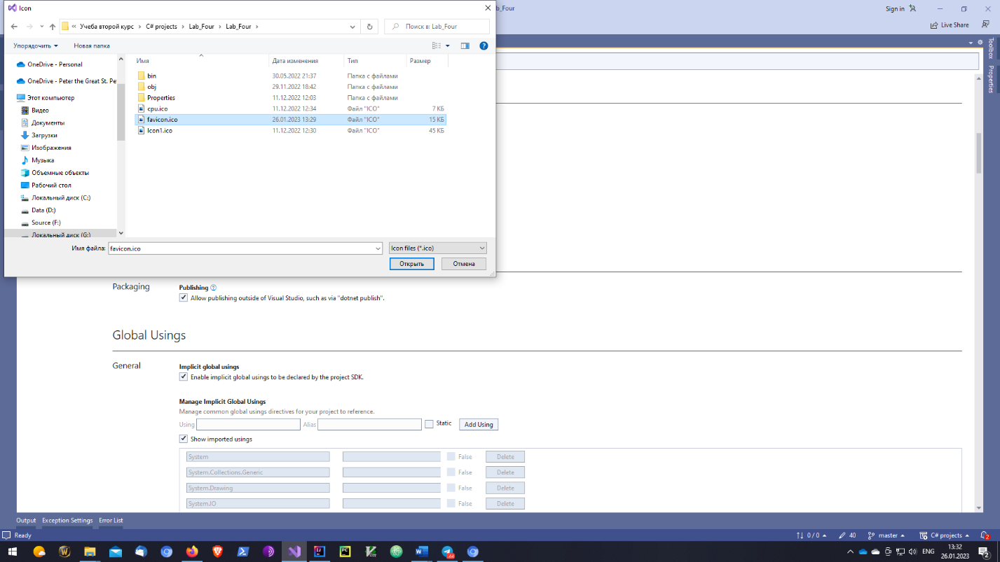 Icon
b_Four
Sign in
« Учеба второй курс › C# projects › Lab_Four › Lab_Four ›
Поиск в: Lab_Four
Live Share
Упорядочить
Новая папка
Toolbox
Properties
Имя
Дата изменения
Тип
Размер
OneDrive - Personal
OneDrive - Peter the Great St. Pe
Этот компьютер
Видео
Документы
Загрузки
Изображения
Музыка
Объемные объекты
Рабочий стол
Локальный диск (C:)
Data (D:)
Source (F:)
Локальный диск (G:)
bin 30.05.2022 21:37 Папка с файлами
obj 29.11.2022 18:42 Папка с файлами
Properties 11.12.2022 12:03 Папка с файлами
cpu.ico 11.12.2022 12:34 Файл "ICO" 7 КБ
favicon.ico 26.01.2023 13:29 Файл "ICO" 15 КБ
Icon1.ico 11.12.2022 12:30 Файл "ICO" 45 КБ
Имя файла: favicon.ico
Icon files (*.ico)
Открыть
Отмена
Packaging
Publishing
Allow publishing outside of Visual Studio, such as via "dotnet publish".
Global Usings
General
Implicit global usings
Enable implicit global usings to be declared by the project SDK.
Manage Implicit Global Usings
Manage common global usings directives for your project to reference.
Using
Alias
Static
Add Using
Show imported usings
System False Delete
System.Collections.Generic False Delete
System.Drawing False Delete
System.IO False Delete
Output
Exception Settings
Error List
Ready
0 / 0
40
master
C# projects
2
PC
84
ENG
13:32
26.01.2023
2